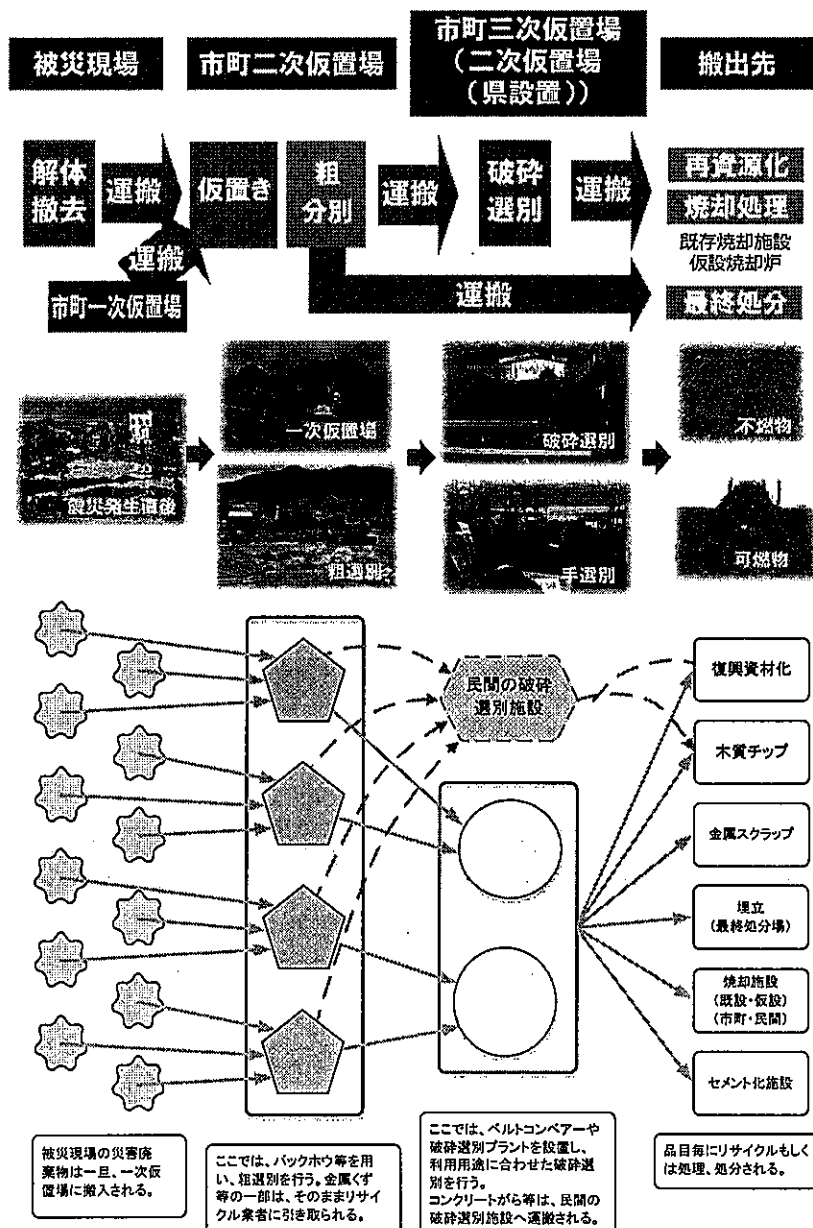 被災現場
市町二次仮置場
市町三次仮置場
(二次仮置場
(県設置))
搬出先
解体
撤去
運搬
仮置き
粗
分別
運搬
破砕
選別
運搬
再資源化
焼却処理
既存焼却施設
仮設焼却炉
最終処分
運搬
市町一次仮置場
運搬
震災発生直後
一次仮置場
粗選別
破砕選別
手選別
不燃物
可燃物
民間の破砕
選別施設
復興資材化
木質チップ
金属スクラップ
埋立
(最終処分場)
焼却施設
(既設・仮設)
(市町・民間)
セメント化施設
被災現場の災害廃
棄物は一旦、一次仮
置場に搬入される。
ここでは、バックホウ等を用
い、粗選別を行う。金属くず
等の一部は、そのままリサイ
クル業者に引き取られる。
ここでは、ベルトコンベアーや
破砕選別プラントを設置し、
利用用途に合わせた破砕選
別を行う。
コンクリートがら等は、民間の
破砕選別施設へ運搬される。
品目毎にリサイクルもしく
は処理、処分される。